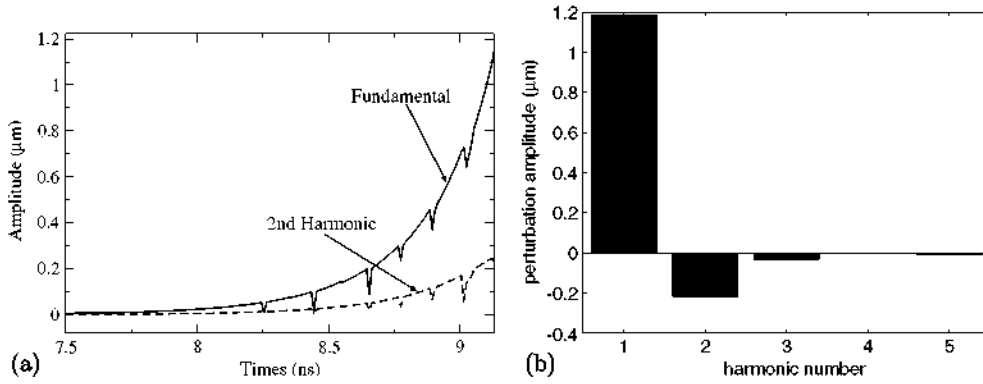 1.2
1
0.8
0.6
0.4
0.2
0
Amplitude (μm)
Fundamental
2nd Harmonic
7.5 8 8.5 9
Times (ns)
(a)
1.2
1
0.8
0.6
0.4
0.2
0
-0.2
-0.4
perturbation amplitude (μm)
1 2 3 4 5
harmonic number
(b)